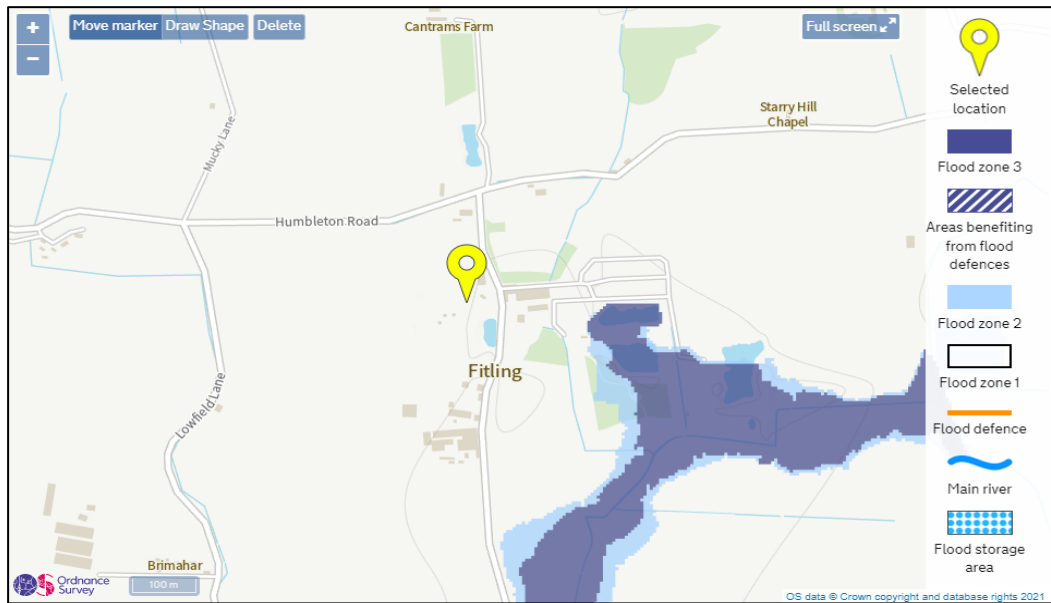 +
−
Move marker
Draw Shape
Delete
Full screen
Cantrams Farm
Starry Hill
Chapel
Mucky Lane
Humbleton Road
Fitling
Lowfield Lane
Brimahar
Ordnance
Survey
100 m
OS data © Crown copyright and database rights 2021
Selected
location
Flood zone 3
Areas benefiting
from flood
defences
Flood zone 2
Flood zone 1
Flood defence
Main river
Flood storage
area